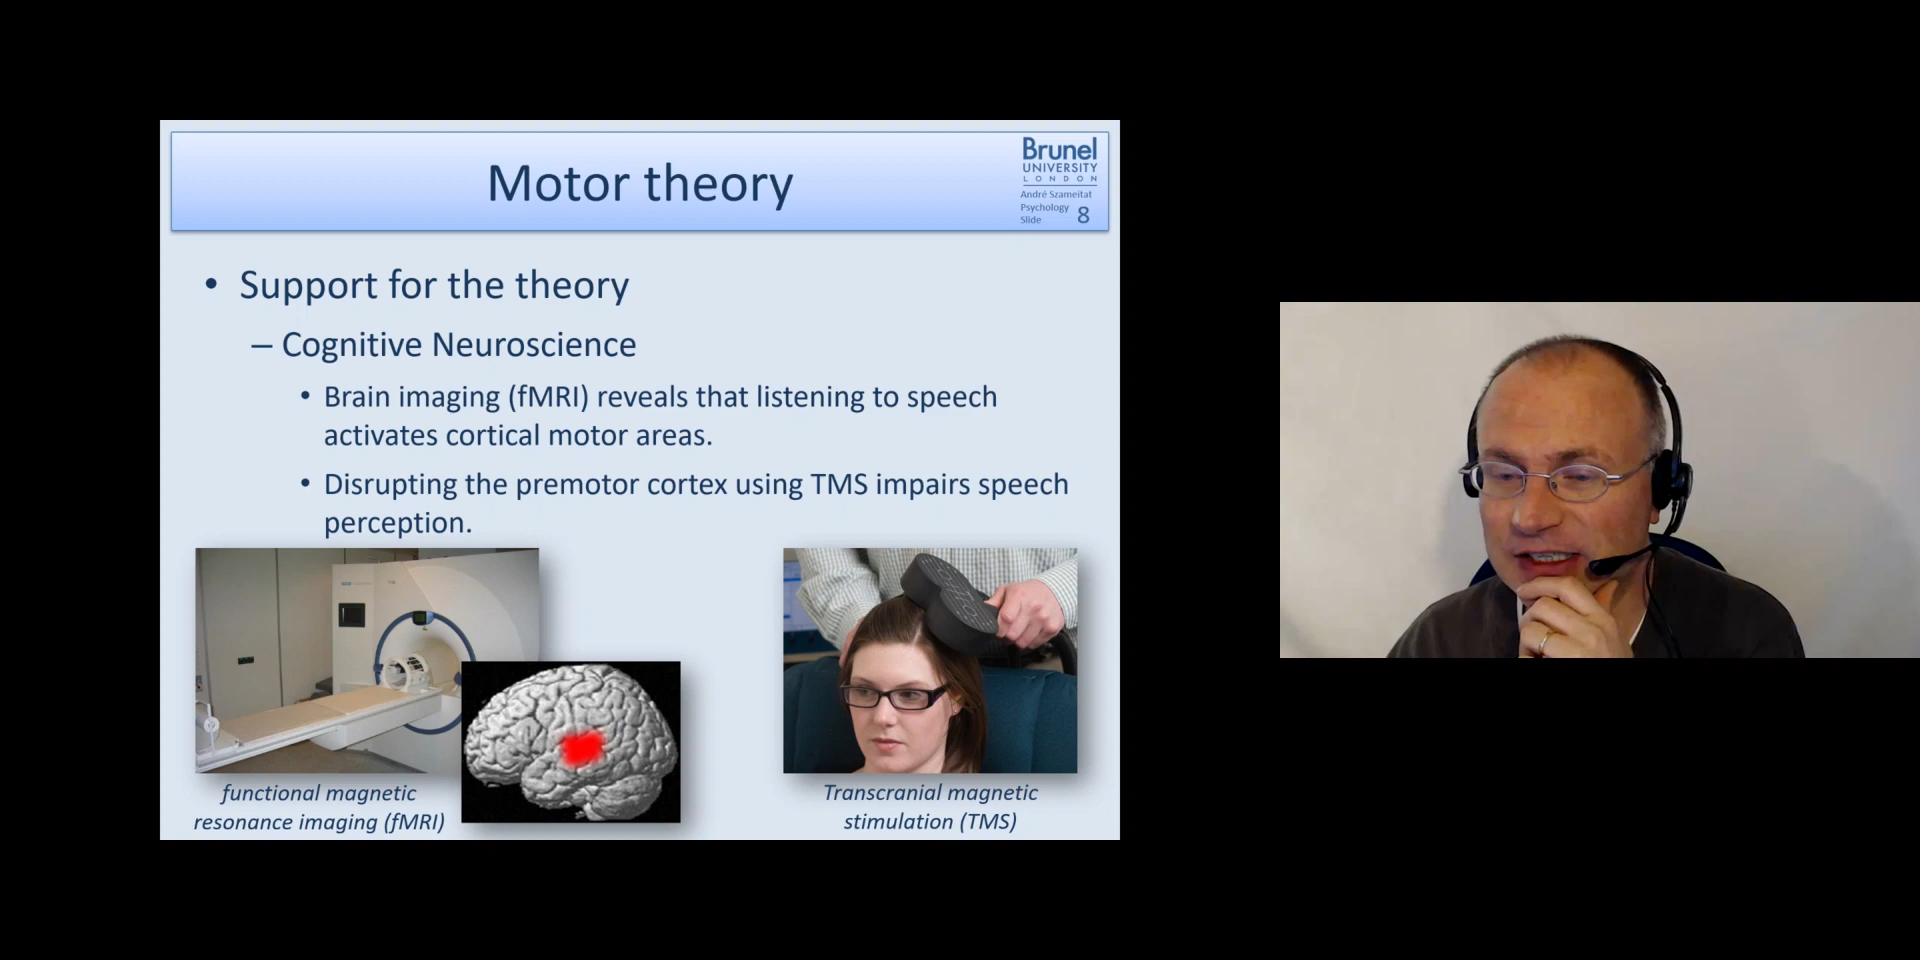 Motor theory
Brunel
UNIVERSITY
LONDON
André Szameitat
Psychology
Slide 8
• Support for the theory
– Cognitive Neuroscience
• Brain imaging (fMRI) reveals that listening to speech
activates cortical motor areas.
• Disrupting the premotor cortex using TMS impairs speech
perception.
functional magnetic
resonance imaging (fMRI)
Transcranial magnetic
stimulation (TMS)